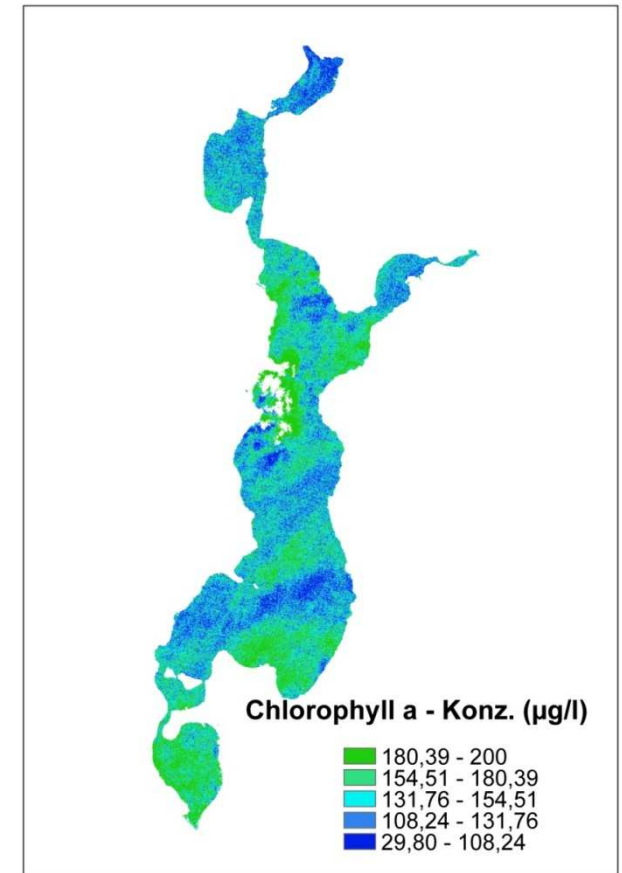 Chlorophyll a - Konz. (µg/l)
180,39 - 200
154,51 - 180,39
131,76 - 154,51
108,24 - 131,76
29,80 - 108,24